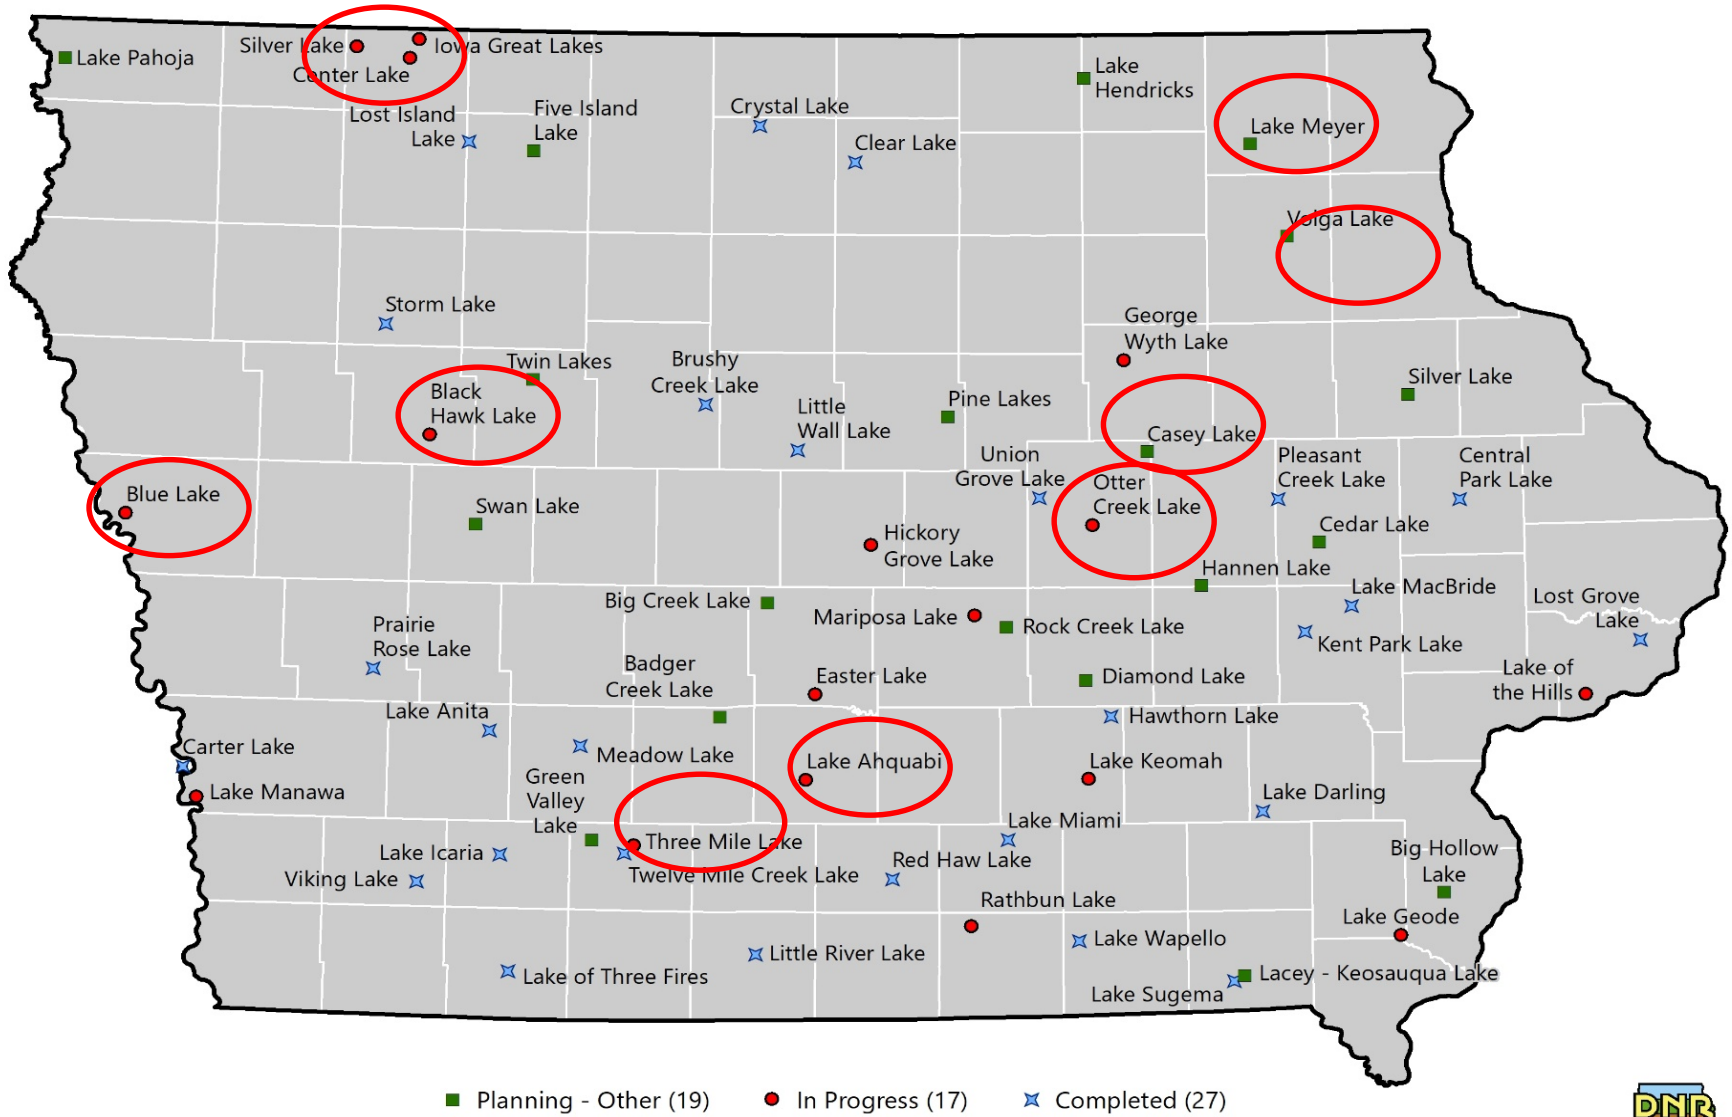 Silver Lake
Iowa Great Lakes
Lake Pahoja
Center Lake
Lake
Hendricks
Lost Island
Lake
Five Island
Lake
Crystal Lake
Clear Lake
Lake Meyer
Volga Lake
Storm Lake
George
Wyth Lake
Twin Lakes
Brushy
Creek Lake
Black
Hawk Lake
Little
Wall Lake
Pine Lakes
Silver Lake
Casey Lake
Union
Grove Lake
Otter
Creek Lake
Pleasant
Creek Lake
Central
Park Lake
Blue Lake
Swan Lake
Cedar Lake
Hickory
Grove Lake
Hannen Lake
Lake MacBride
Lost Grove
Lake
Big Creek Lake
Mariposa Lake
Rock Creek Lake
Kent Park Lake
Prairie
Rose Lake
Badger
Creek Lake
Easter Lake
Diamond Lake
Lake of
the Hills
Lake Anita
Hawthorn Lake
Carter Lake
Meadow Lake
Lake Ahquabi
Lake Keomah
Lake Manawa
Green
Valley
Lake
Lake Darling
Lake Miami
Three Mile Lake
Lake Icaria
Twelve Mile Creek Lake
Red Haw Lake
Big Hollow
Lake
Viking Lake
Rathbun Lake
Lake Geode
Lake Wapello
Little River Lake
Lake of Three Fires
Lacey - Keosauqua Lake
Lake Sugema
Planning - Other (19)
In Progress (17)
Completed (27)
DNR